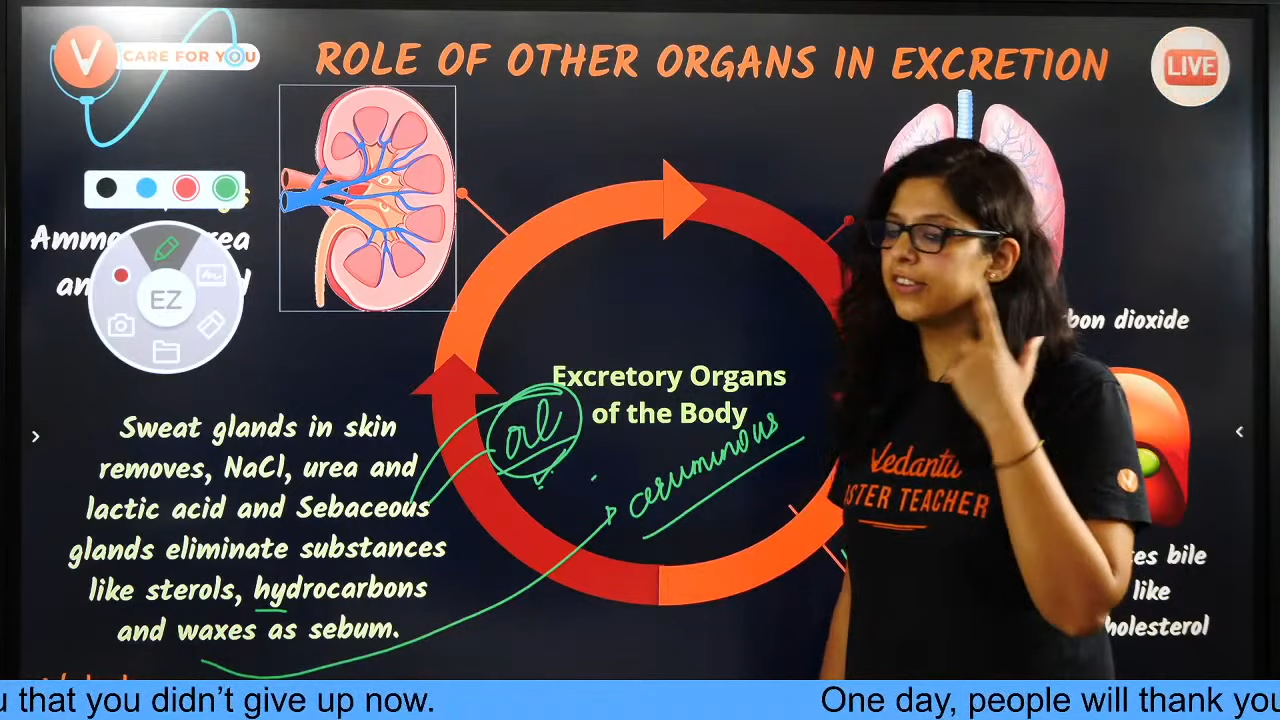 V CARE FOR YOU
ROLE OF OTHER ORGANS IN EXCRETION
LIVE
EZ
bon dioxide
Excretory Organs
of the Body
oil
ceruminous
Sweat glands in skin
removes, NaCl, urea and
lactic acid and Sebaceous
glands eliminate substances
like sterols, hydrocarbons
and waxes as sebum.
Vedantu
STER TEACHER
V
es bile
like
holesterol
u that you didn't give up now.
One day, people will thank you